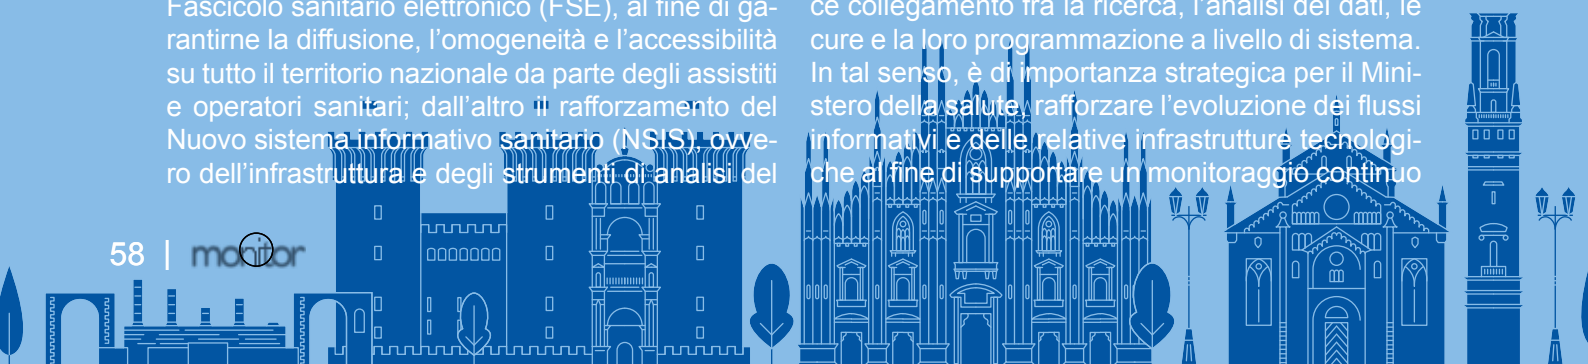 Fascicolo sanitario elettronico (FSE), al fine di ga-
rantirne la diffusione, l'omogeneità e l'accessibilità
su tutto il territorio nazionale da parte degli assistiti
e operatori sanitari; dall'altro il rafforzamento del
Nuovo sistema informativo sanitario (NSIS), ovve-
ro dell'infrastruttura e degli strumenti di analisi del
ce collegamento fra la ricerca, l'analisi dei dati, le
cure e la loro programmazione a livello di sistema.
In tal senso, è di importanza strategica per il Mini-
stero della salute rafforzare l'evoluzione dei flussi
informativi e delle relative infrastrutture tecnologi-
che al fine di supportare un monitoraggio continuo
58 | monitor